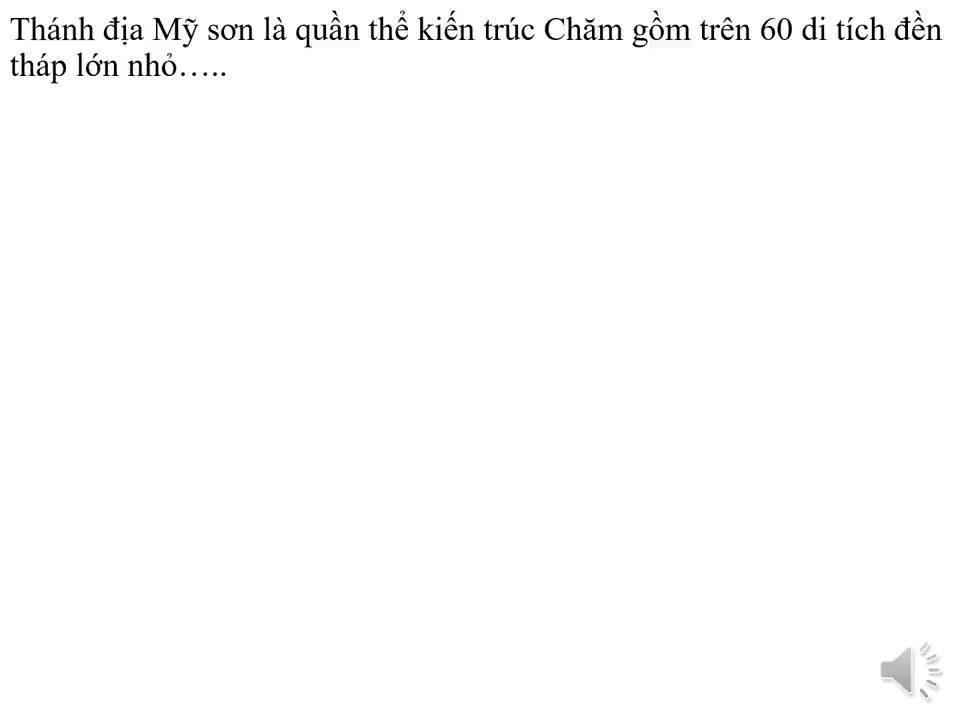 Thánh địa Mỹ sơn là quần thể kiến trúc Chăm gồm trên 60 di tích đền
tháp lớn nhỏ…..